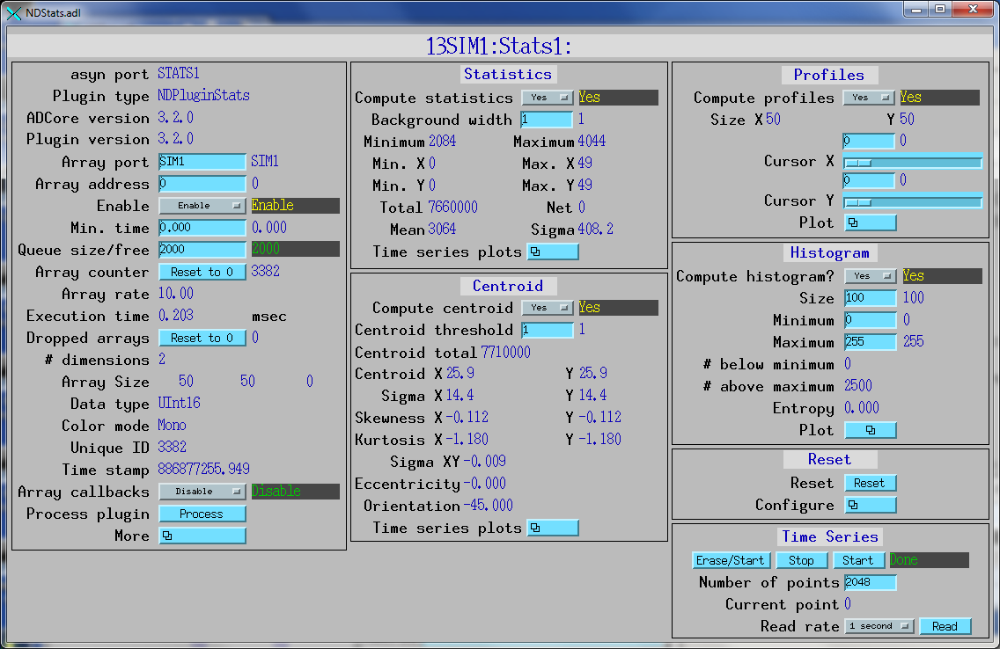 NDStats.adl
13SIM1:Stats1:
asyn port STATS1
Plugin type NDPluginStats
ADCore version 3.2.0
Plugin version 3.2.0
Array port SIM1 SIM1
Array address 0 0
Enable Enable Enable
Min. time 0.000 0.000
Queue size/free 2000 2000
Array counter Reset to 0 3382
Array rate 10.00
Execution time 0.203 msec
Dropped arrays Reset to 0 0
# dimensions 2
Array Size 50 50 0
Data type UInt16
Color mode Mono
Unique ID 3382
Time stamp 886877255.949
Array callbacks Disable Disable
Process plugin Process
More
Statistics
Compute statistics Yes Yes
Background width 1 1
Minimum 2084 Maximum 4044
Min. X 0 Max. X 49
Min. Y 0 Max. Y 49
Total 7660000 Net 0
Mean 3064 Sigma 408.2
Time series plots
Centroid
Compute centroid Yes Yes
Centroid threshold 1 1
Centroid total 7710000
Centroid X 25.9 Y 25.9
Sigma X 14.4 Y 14.4
Skewness X -0.112 Y -0.112
Kurtosis X -1.180 Y -1.180
Sigma XY -0.009
Eccentricity -0.000
Orientation -45.000
Time series plots
Profiles
Compute profiles Yes Yes
Size X 50 Y 50
0 0
Cursor X
0 0
Cursor Y
Plot
Histogram
Compute histogram? Yes Yes
Size 100 100
Minimum 0 0
Maximum 255 255
# below minimum 0
# above maximum 2500
Entropy 0.000
Plot
Reset
Reset Reset
Configure
Time Series
Erase/Start Stop Start Done
Number of points 2048
Current point 0
Read rate 1 second Read